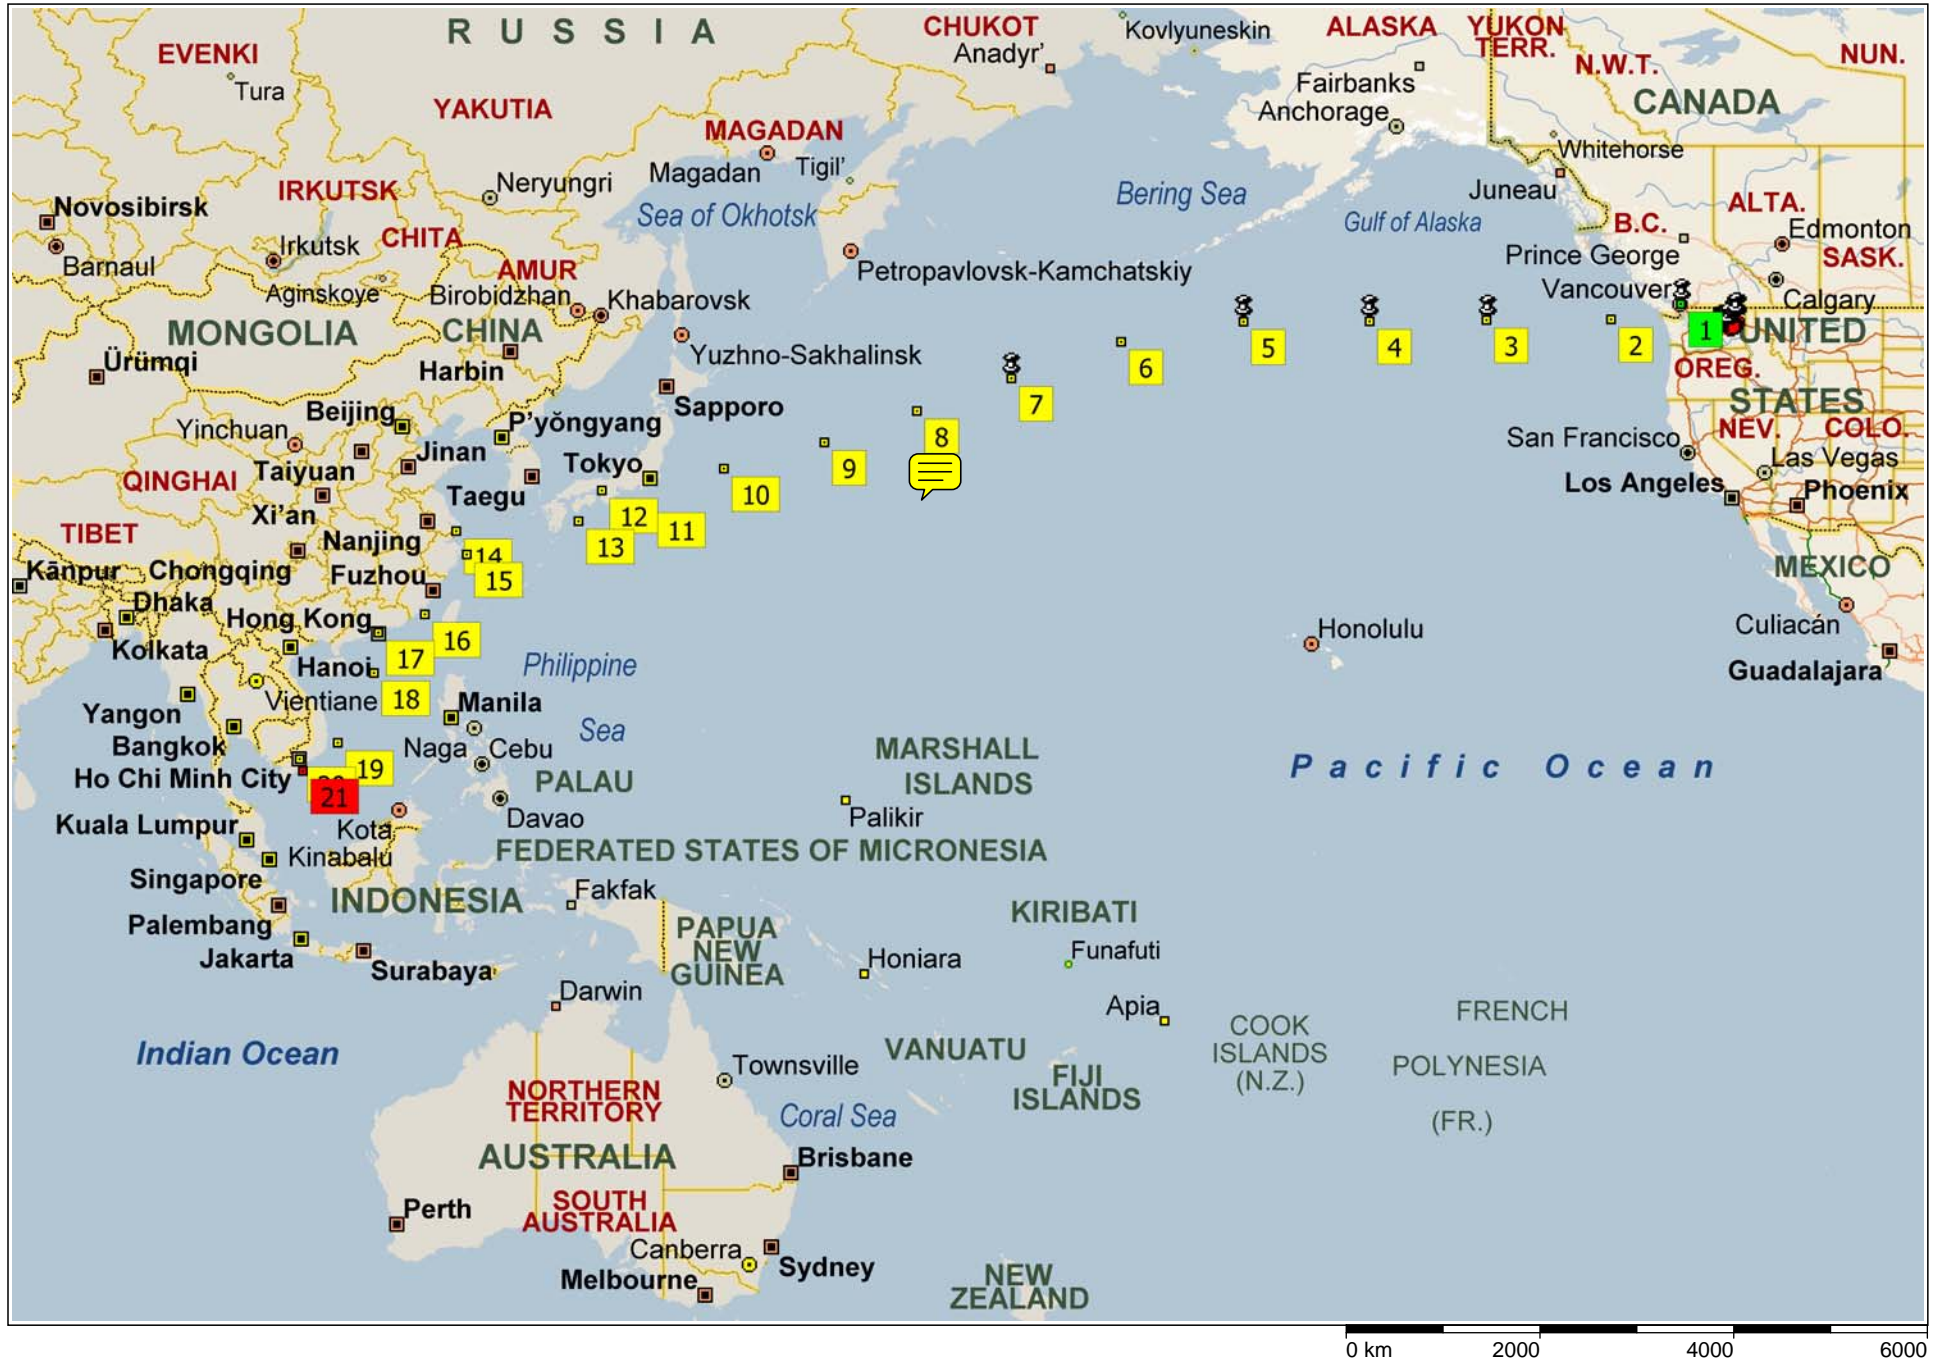 R U S S I A
CHUKOT
Kovlyuneskin
ALASKA
YUKON
TERR.
N.W.T.
NUN.
EVENKI
Anadyr'
Tura
Fairbanks
CANADA
YAKUTIA
Anchorage
MAGADAN
Whitehorse
Magadan
Tigil'
Neryungri
IRKUTSK
Bering Sea
Juneau
ALTA.
Novosibirsk
Sea of Okhotsk
Gulf of Alaska
B.C.
Edmonton
CHITA
Irkutsk
Prince George
SASK.
Barnaul
AMUR
Petropavlovsk-Kamchatskiy
Aginskoye
Birobidzhan
Khabarovsk
Vancouver
Calgary
MONGOLIA
CHINA
1
UNITED
2
3
4
5
6
Ürümqi
Yuzhno-Sakhalinsk
Harbin
OREG.
7
STATES
Beijing
Sapporo
P'yŏngyang
Yinchuan
8
NEV.
COLO.
San Francisco
Jinan
Taiyuan
Tokyo
9
Las Vegas
QINGHAI
Taegu
10
Los Angeles
Phoenix
Xi'an
12
11
TIBET
Nanjing
13
14
Kānpur
Chongqing
Fuzhou
15
MEXICO
Dhaka
Hong Kong
Honolulu
Culiacán
16
Kolkata
Hanoi
17
Philippine
Guadalajara
Vientiane
18
Manila
Yangon
Sea
Bangkok
Naga
Cebu
MARSHALL
ISLANDS
Pacific Ocean
Ho Chi Minh City
19
20
21
PALAU
Kuala Lumpur
Kota
Kinabalu
Davao
Palikir
FEDERATED STATES OF MICRONESIA
Singapore
INDONESIA
Fakfak
KIRIBATI
Palembang
PAPUA
NEW
GUINEA
Jakarta
Surabaya
Honiara
Funafuti
Darwin
Apia
FRENCH
POLYNESIA
(FR.)
COOK
ISLANDS
(N.Z.)
Indian Ocean
VANUATU
Townsville
FIJI
ISLANDS
NORTHERN
TERRITORY
Coral Sea
AUSTRALIA
Brisbane
SOUTH
AUSTRALIA
Perth
Canberra
Sydney
Melbourne
NEW
ZEALAND
0 km 2000 4000 6000